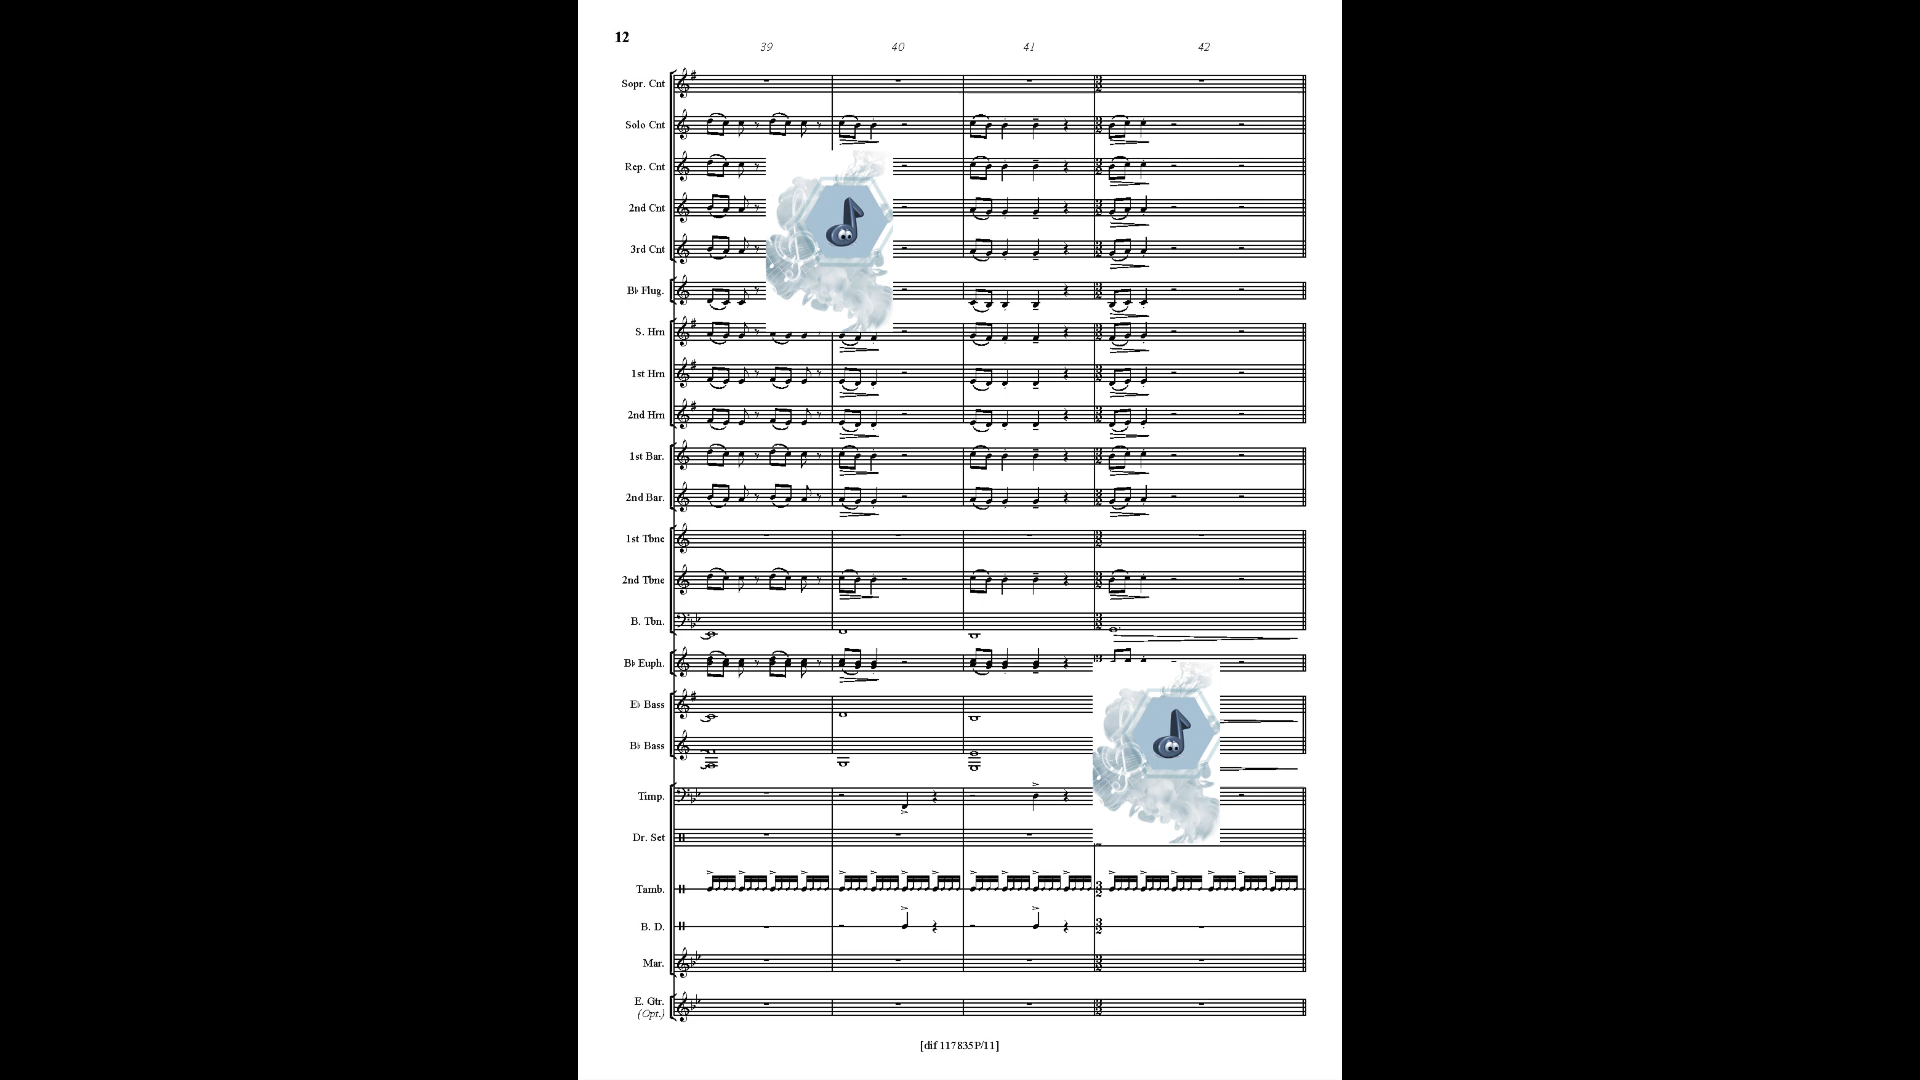 12
39 40 41 42
Sopr. Cnt
Solo Cnt
Rep. Cnt
2nd Cnt
3rd Cnt
B♭ Flug.
S. Hrn
1st Hrn
2nd Hrn
1st Bar.
2nd Bar.
1st Tbne
2nd Tbne
B. Tbn.
B♭ Euph.
E♭ Bass
B♭ Bass
Timp.
Dr. Set
Tamb.
B. D.
Mar.
E. Gtr.
(Opt.)
[dif 117835P/11]